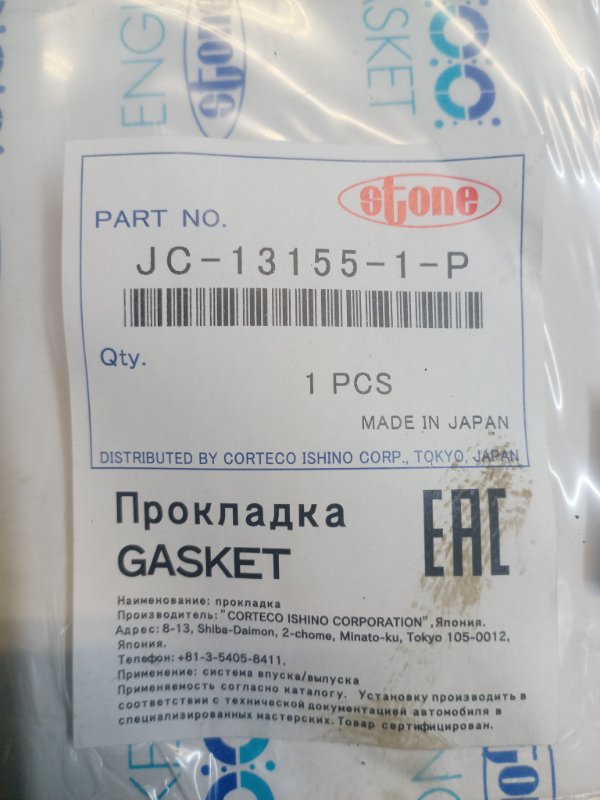 ENGI
stone
GASKET
stone
PART NO.
JC-13155-1-P
Qty.
1 PCS
MADE IN JAPAN
DISTRIBUTED BY CORTECO ISHINO CORP., TOKYO, JAPAN
Прокладка
GASKET
EAC
Наименование: прокладка
Производитель: "CORTECO ISHINO CORPORATION", Япония.
Адрес: 8-13, Shiba-Daimon, 2-chome, Minato-ku, Tokyo 105-0012,
Япония.
Телефон: +81-3-5405-8411.
Применение: система впуска/выпуска
Применяемость согласно каталогу. Установку производить в
соответствии с технической документацией автомобиля в
специализированных мастерских. Товар сертифицирован.